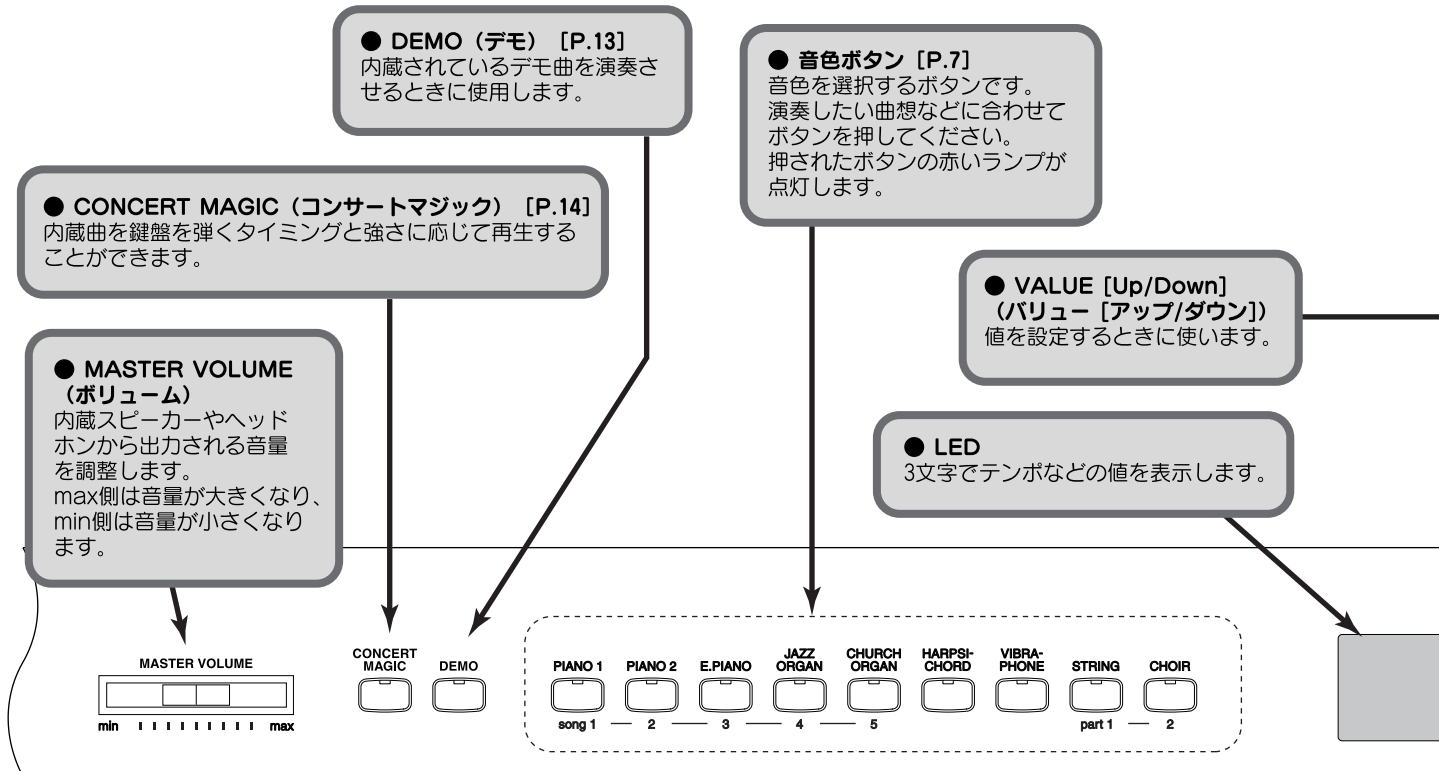 ● DEMO（デモ） [P.13]
内蔵されているデモ曲を演奏さ
せるときに使用します。
● 音色ボタン [P.7]
音色を選択するボタンです。
演奏したい曲想などに合わせて
ボタンを押してください。
押されたボタンの赤いランプが
点灯します。
● CONCERT MAGIC（コンサートマジック） [P.14]
内蔵曲を鍵盤を弾くタイミングと強さに応じて再生する
ことができます。
● VALUE [Up/Down]
（バリュー [アップ/ダウン]）
値を設定するときに使います。
● MASTER VOLUME
（ボリューム）
内蔵スピーカーやヘッド
ホンから出力される音量
を調整します。
max側は音量が大きくなり、
min側は音量が小さくなり
ます。
● LED
3文字でテンポなどの値を表示します。
MASTER VOLUME
min max
CONCERT
MAGIC
DEMO
PIANO 1
PIANO 2
E.PIANO
JAZZ
ORGAN
CHURCH
ORGAN
HARPSI-
CHORD
VIBRA-
PHONE
STRING
CHOIR
song 1 — 2 — 3 — 4 — 5
part 1 — 2